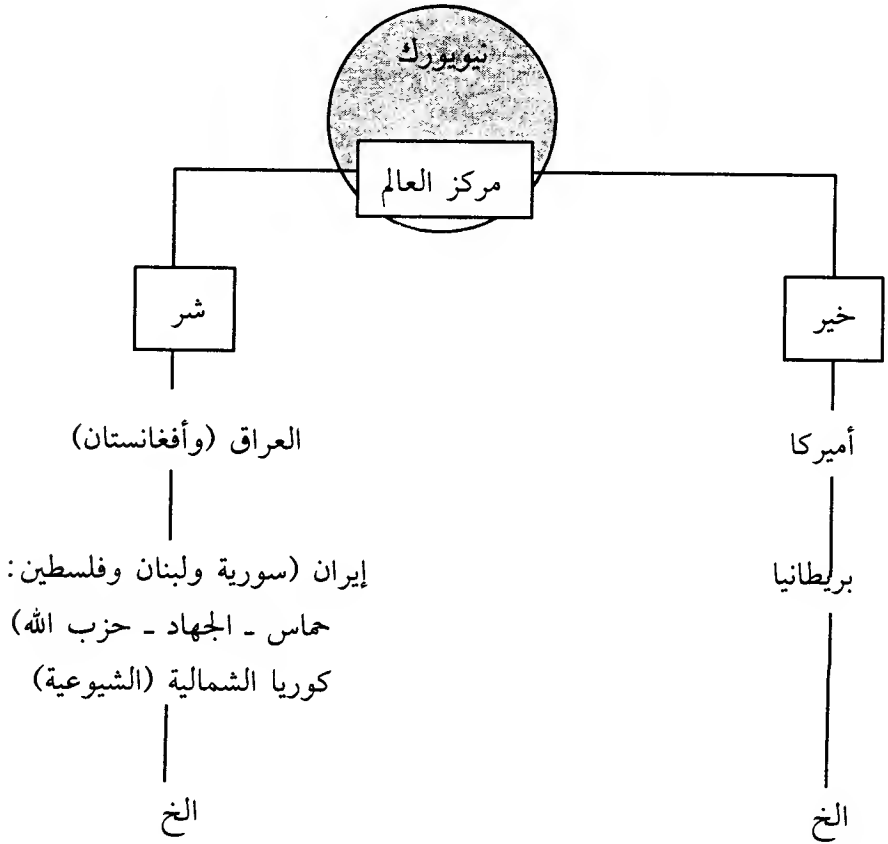 نيويورك
مركز العالم
خير
شر
أميركا
العراق (وأفغانستان)
بريطانيا
إيران (سورية ولبنان وفلسطين:
حماس - الجهاد - حزب الله)
كوريا الشمالية (الشيوعية)
الخ
الخ